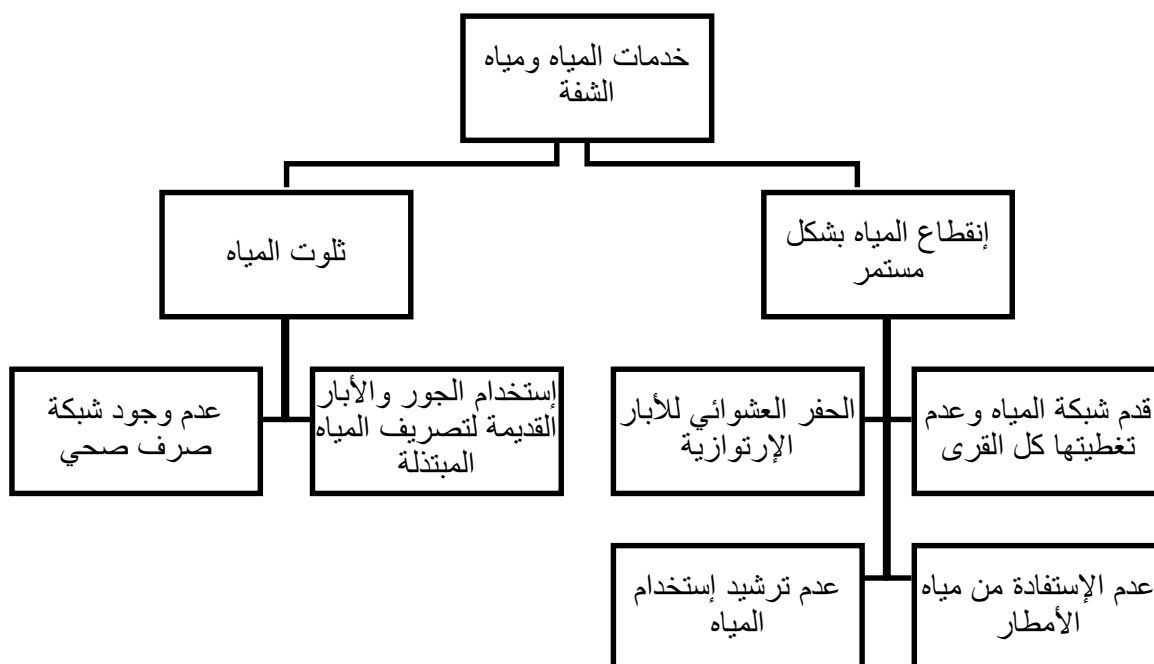 خدمات المياه ومياه
الشفة
إنقطاع المياه بشكل
مستمر
ثلوت المياه
قدم شبكة المياه وعدم
تغطيتها كل القرى
الحفر العشوائي للأبار
الإرتوازية
إستخدام الجور والأبار
القديمة لتصريف المياه
المبتذلة
عدم وجود شبكة
صرف صحي
عدم الإستفادة من مياه
الأمطار
عدم ترشيد إستخدام
المياه